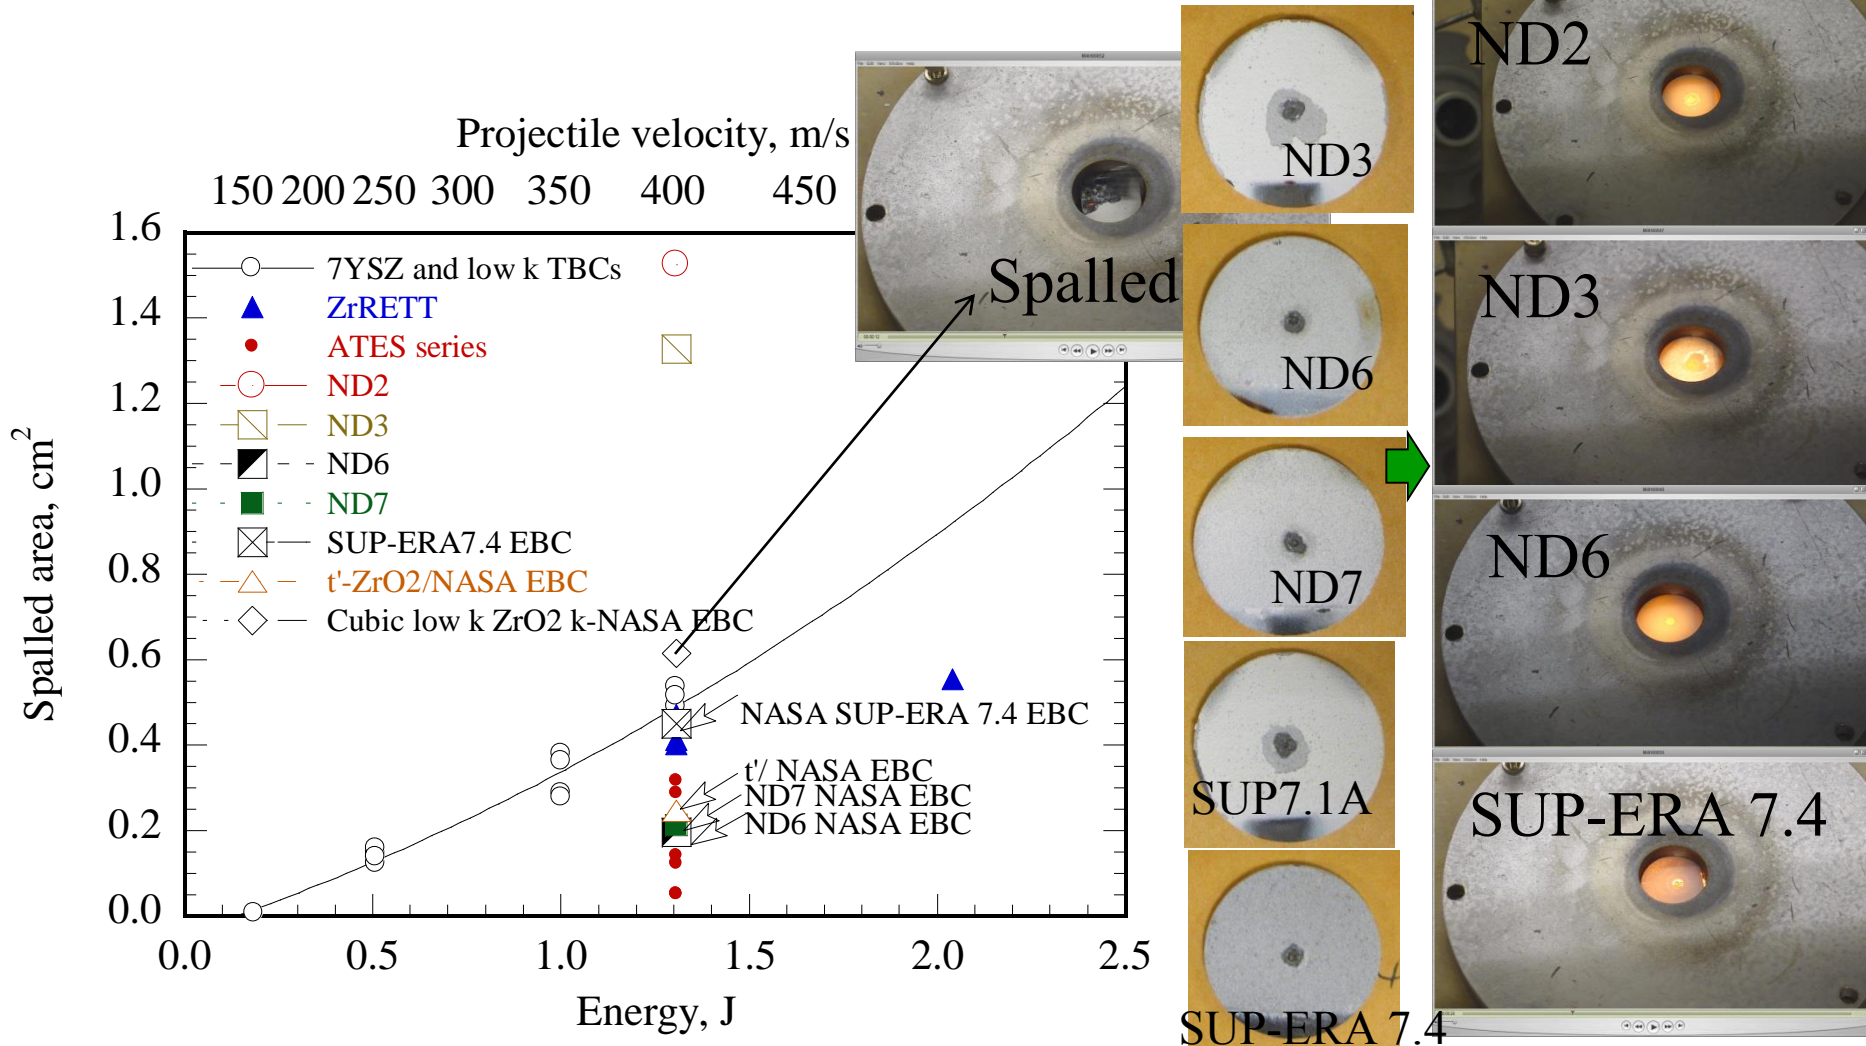 Projectile velocity, m/s
150 200 250 300 350 400 450
1.6
1.4
1.2
1.0
0.8
0.6
0.4
0.2
0.0
Spalled area, cm²
7YSZ and low k TBCs
ZrRETT
ATES series
ND2
ND3
ND6
ND7
SUP-ERA7.4 EBC
t'-ZrO2/NASA EBC
Cubic low k ZrO2 k-NASA EBC
NASA SUP-ERA 7.4 EBC
t'/ NASA EBC
ND7 NASA EBC
ND6 NASA EBC
0.0 0.5 1.0 1.5 2.0 2.5
Energy, J
Spalled
ND3
ND6
ND7
SUP7.1A
SUP-ERA 7.4
ND2
ND3
ND6
SUP-ERA 7.4